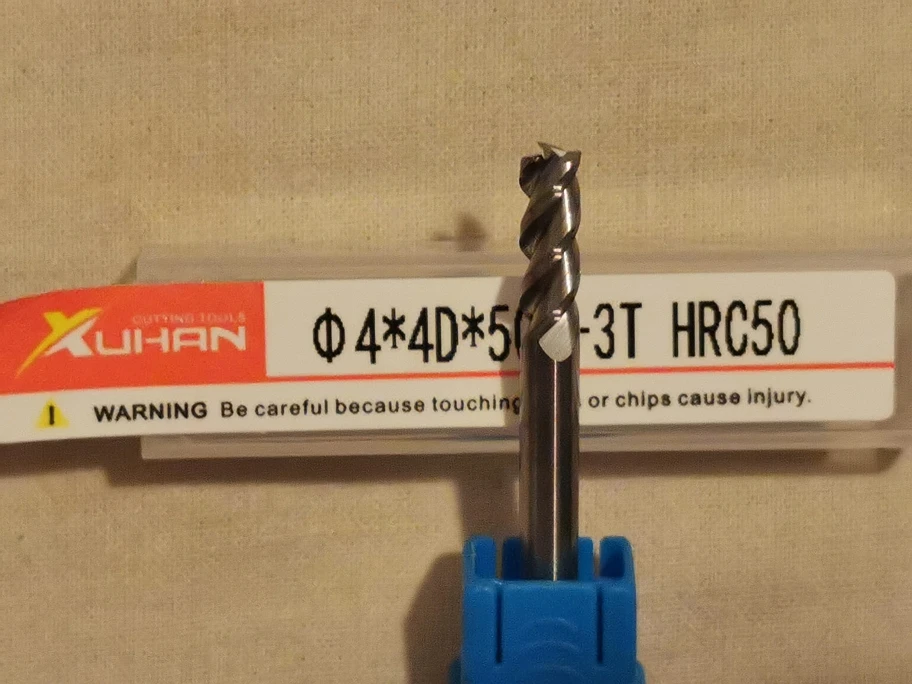 CUTTING TOOLS
XUHAN
Φ4*4D*5 -3T HRC50
WARNING Be careful because touching or chips cause injury.